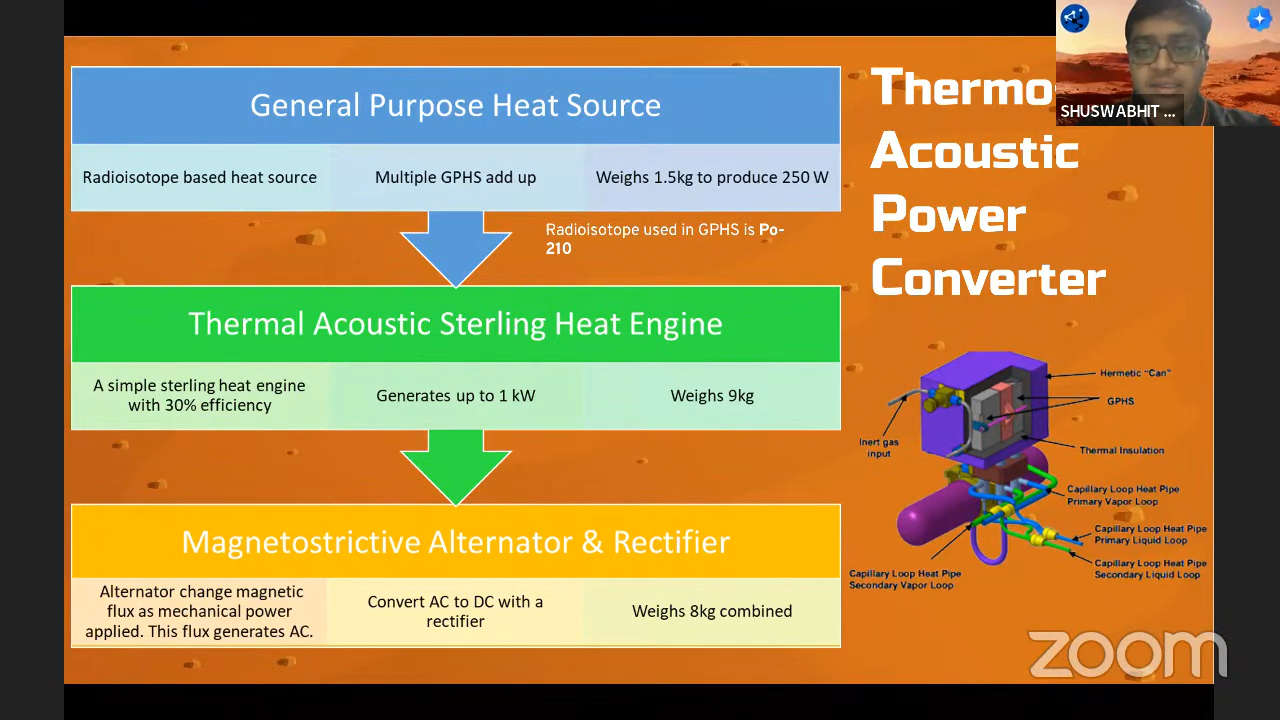 General Purpose Heat Source
Radioisotope based heat source
Multiple GPHS add up
Weighs 1.5kg to produce 250 W
Radioisotope used in GPHS is Po-
210
Thermal Acoustic Sterling Heat Engine
A simple sterling heat engine
with 30% efficiency
Generates up to 1 kW
Weighs 9kg
Magnetostrictive Alternator & Rectifier
Alternator change magnetic
flux as mechanical power
applied. This flux generates AC.
Convert AC to DC with a
rectifier
Weighs 8kg combined
Thermo
Acoustic
Power
Converter
SHUSWABHIT ...
Hermetic “Can”
GPHS
Inert gas
input
Thermal Insulation
Capillary Loop Heat Pipe
Primary Vapor Loop
Capillary Loop Heat Pipe
Primary Liquid Loop
Capillary Loop Heat Pipe
Secondary Liquid Loop
Capillary Loop Heat Pipe
Secondary Vapor Loop
zoom